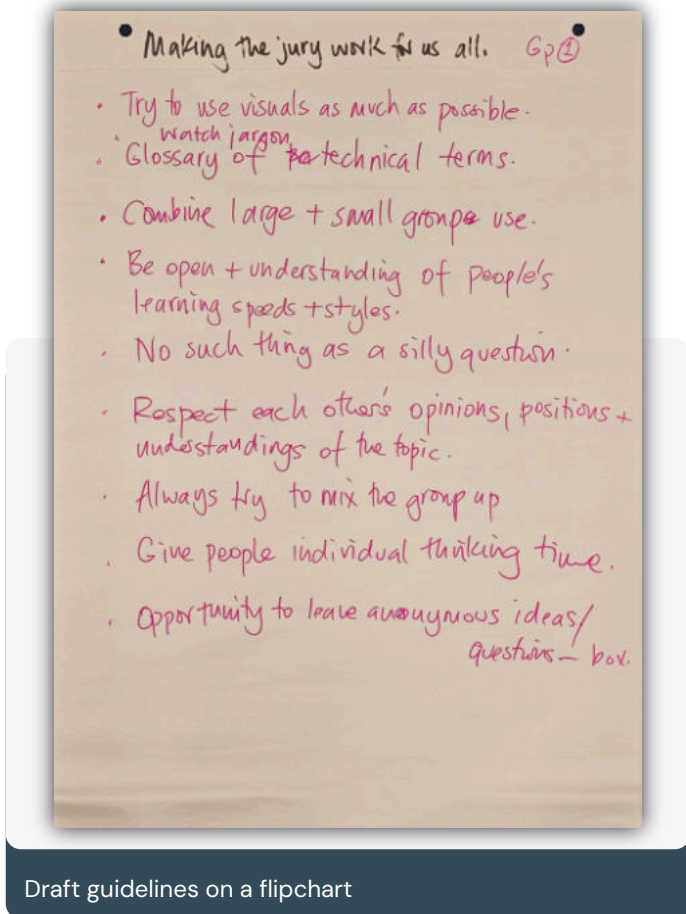 Making the jury work for us all. Gp ①
• Try to use visuals as much as possible.
• Watch jargon
• Glossary of technical terms.
• Combine large + small groups use.
• Be open + understanding of people's
learning speeds + styles.
• No such thing as a silly question.
• Respect each other's opinions, positions +
understandings of the topic.
• Always try to mix the group up
• Give people individual thinking time.
• Opportunity to leave anonymous ideas/
questions – box.
Draft guidelines on a flipchart